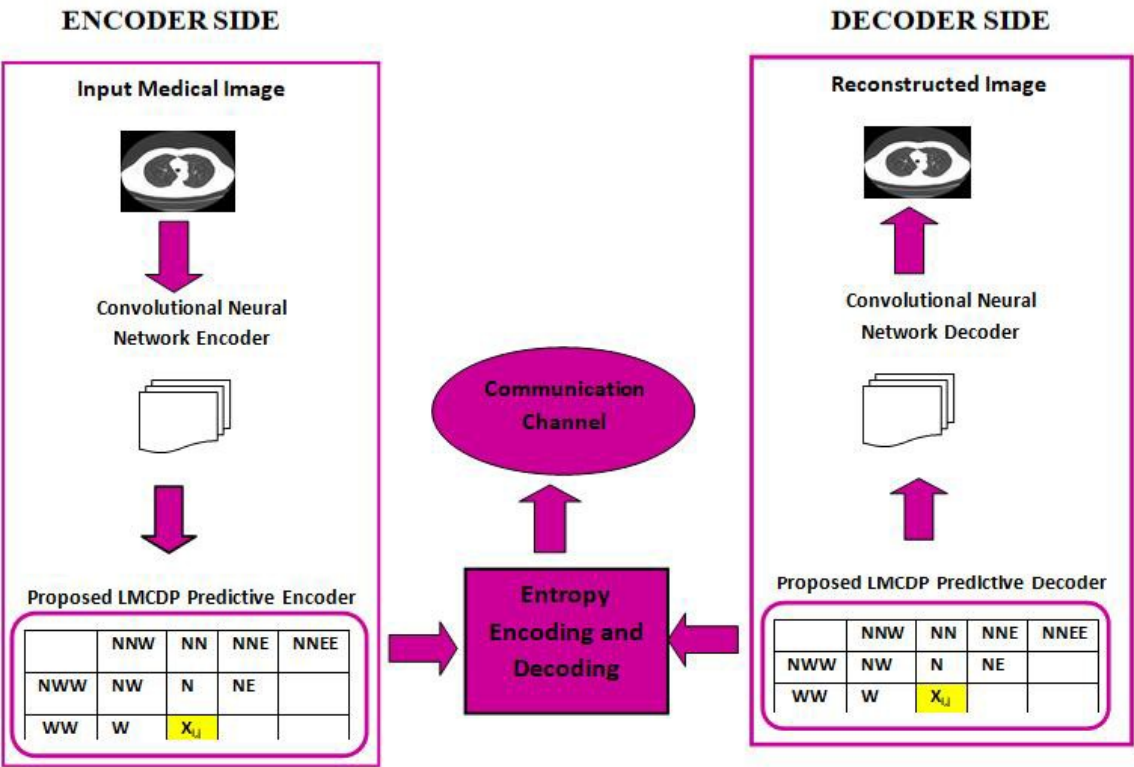 ENCODER SIDE
Input Medical Image
Convolutional Neural
Network Encoder
Proposed LMCDP Predictive Encoder
NNW NN NNE NNEE
NWW NW N NE
WW W Xi,j
Communication
Channel
Entropy
Encoding and
Decoding
DECODER SIDE
Reconstructed Image
Convolutional Neural
Network Decoder
Proposed LMCDP Predictive Decoder
NNW NN NNE NNEE
NWW NW N NE
WW W Xi,j